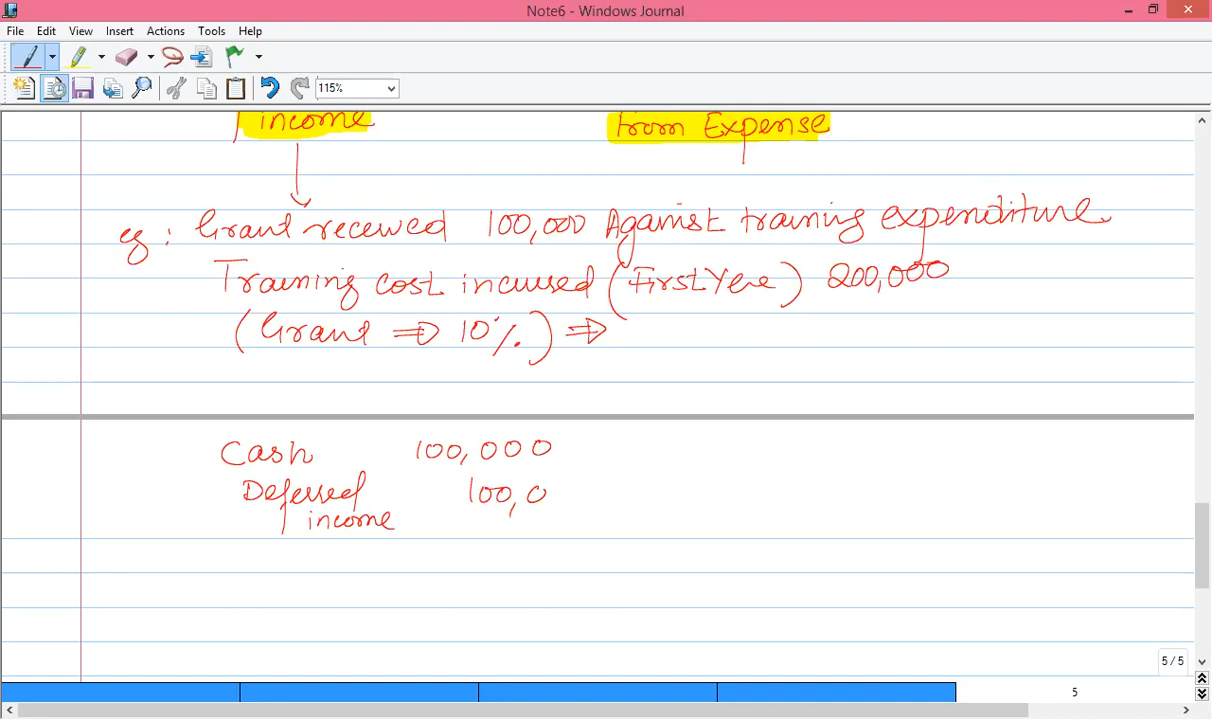 Note6 - Windows Journal
File Edit View Insert Actions Tools Help
115%
income
from Expense
eg : Grant received 100,000 Against training expenditure
Training cost incurred (First Year) 200,000
(Grant ⇒ 10%) ⇒
Cash 100,000
Deferred 100,0
income
5 / 5
5